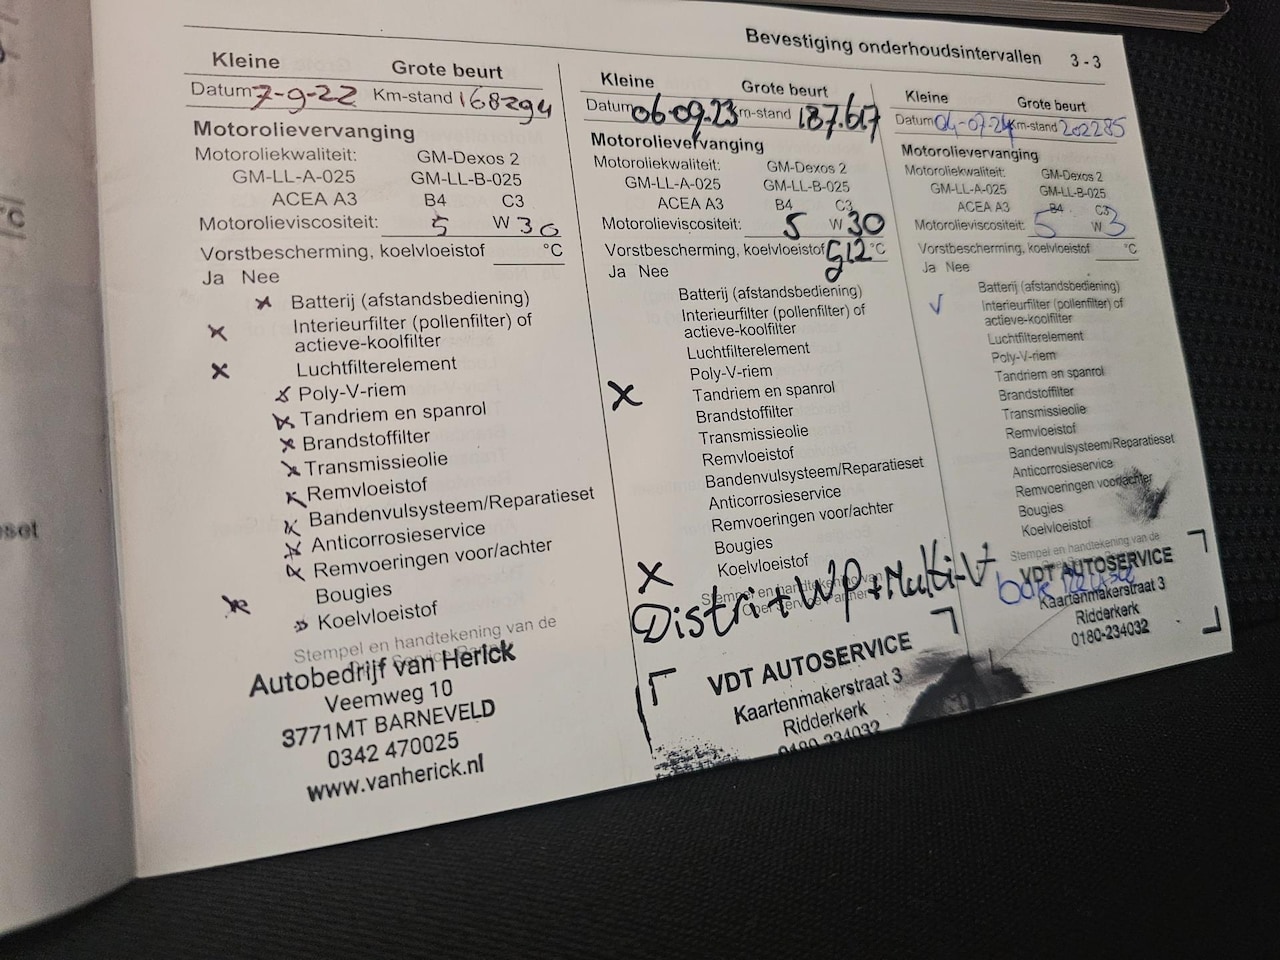 Bevestiging onderhoudsintervallen 3 - 3
Kleine Grote beurt
Datum 7-9-22 Km-stand 168294
Motorolievervanging
Motoroliekwaliteit: GM-Dexos 2
GM-LL-A-025 GM-LL-B-025
ACEA A3 B4 C3
Motorolieviscositeit: 5 W 30
Vorstbescherming, koelvloeistof °C
Ja Nee
x Batterij (afstandsbediening)
x Interieurfilter (pollenfilter) of
actieve-koolfilter
x Luchtfilterelement
x Poly-V-riem
x Tandriem en spanrol
x Brandstoffilter
x Transmissieolie
x Remvloeistof
x Bandenvulsysteem/Reparatieset
x Anticorrosieservice
x Remvoeringen voor/achter
x Bougies
x Koelvloeistof
Stempel en handtekening van de
Autobedrijf van Herick
Veemweg 10
3771MT BARNEVELD
0342 470025
www.vanherick.nl
Kleine Grote beurt
Datum 06-09-23 Km-stand 187.617
Motorolievervanging
Motoroliekwaliteit: GM-Dexos 2
GM-LL-A-025 GM-LL-B-025
ACEA A3 B4 C3
Motorolieviscositeit: 5 W 30
Vorstbescherming, koelvloeistof G12 °C
Ja Nee
Batterij (afstandsbediening)
Interieurfilter (pollenfilter) of
actieve-koolfilter
Luchtfilterelement
Poly-V-riem
x Tandriem en spanrol
Brandstoffilter
Transmissieolie
Remvloeistof
Bandenvulsysteem/Reparatieset
Anticorrosieservice
Remvoeringen voor/achter
Bougies
x Koelvloeistof
Stempel en handtekening van
Opel Service Partner
Distri + WP + Multi-V
VDT AUTOSERVICE
Kaartenmakerstraat 3
Ridderkerk
0180-234032
Kleine Grote beurt
Datum 04-07-24 Km-stand 202285
Motorolievervanging
Motoroliekwaliteit: GM-Dexos 2
GM-LL-A-025 GM-LL-B-025
ACEA A3 B4 C3
Motorolieviscositeit: 5 W 3
Vorstbescherming, koelvloeistof °C
Ja Nee
Batterij (afstandsbediening)
✓ Interieurfilter (pollenfilter) of
actieve-koolfilter
Luchtfilterelement
Poly-V-riem
Tandriem en spanrol
Brandstoffilter
Transmissieolie
Remvloeistof
Bandenvulsysteem/Reparatieset
Anticorrosieservice
Remvoeringen voor/achter
Bougies
Koelvloeistof
Stempel en handtekening van de
VDT AUTOSERVICE
Kaartenmakerstraat 3
Ridderkerk
0180-234032